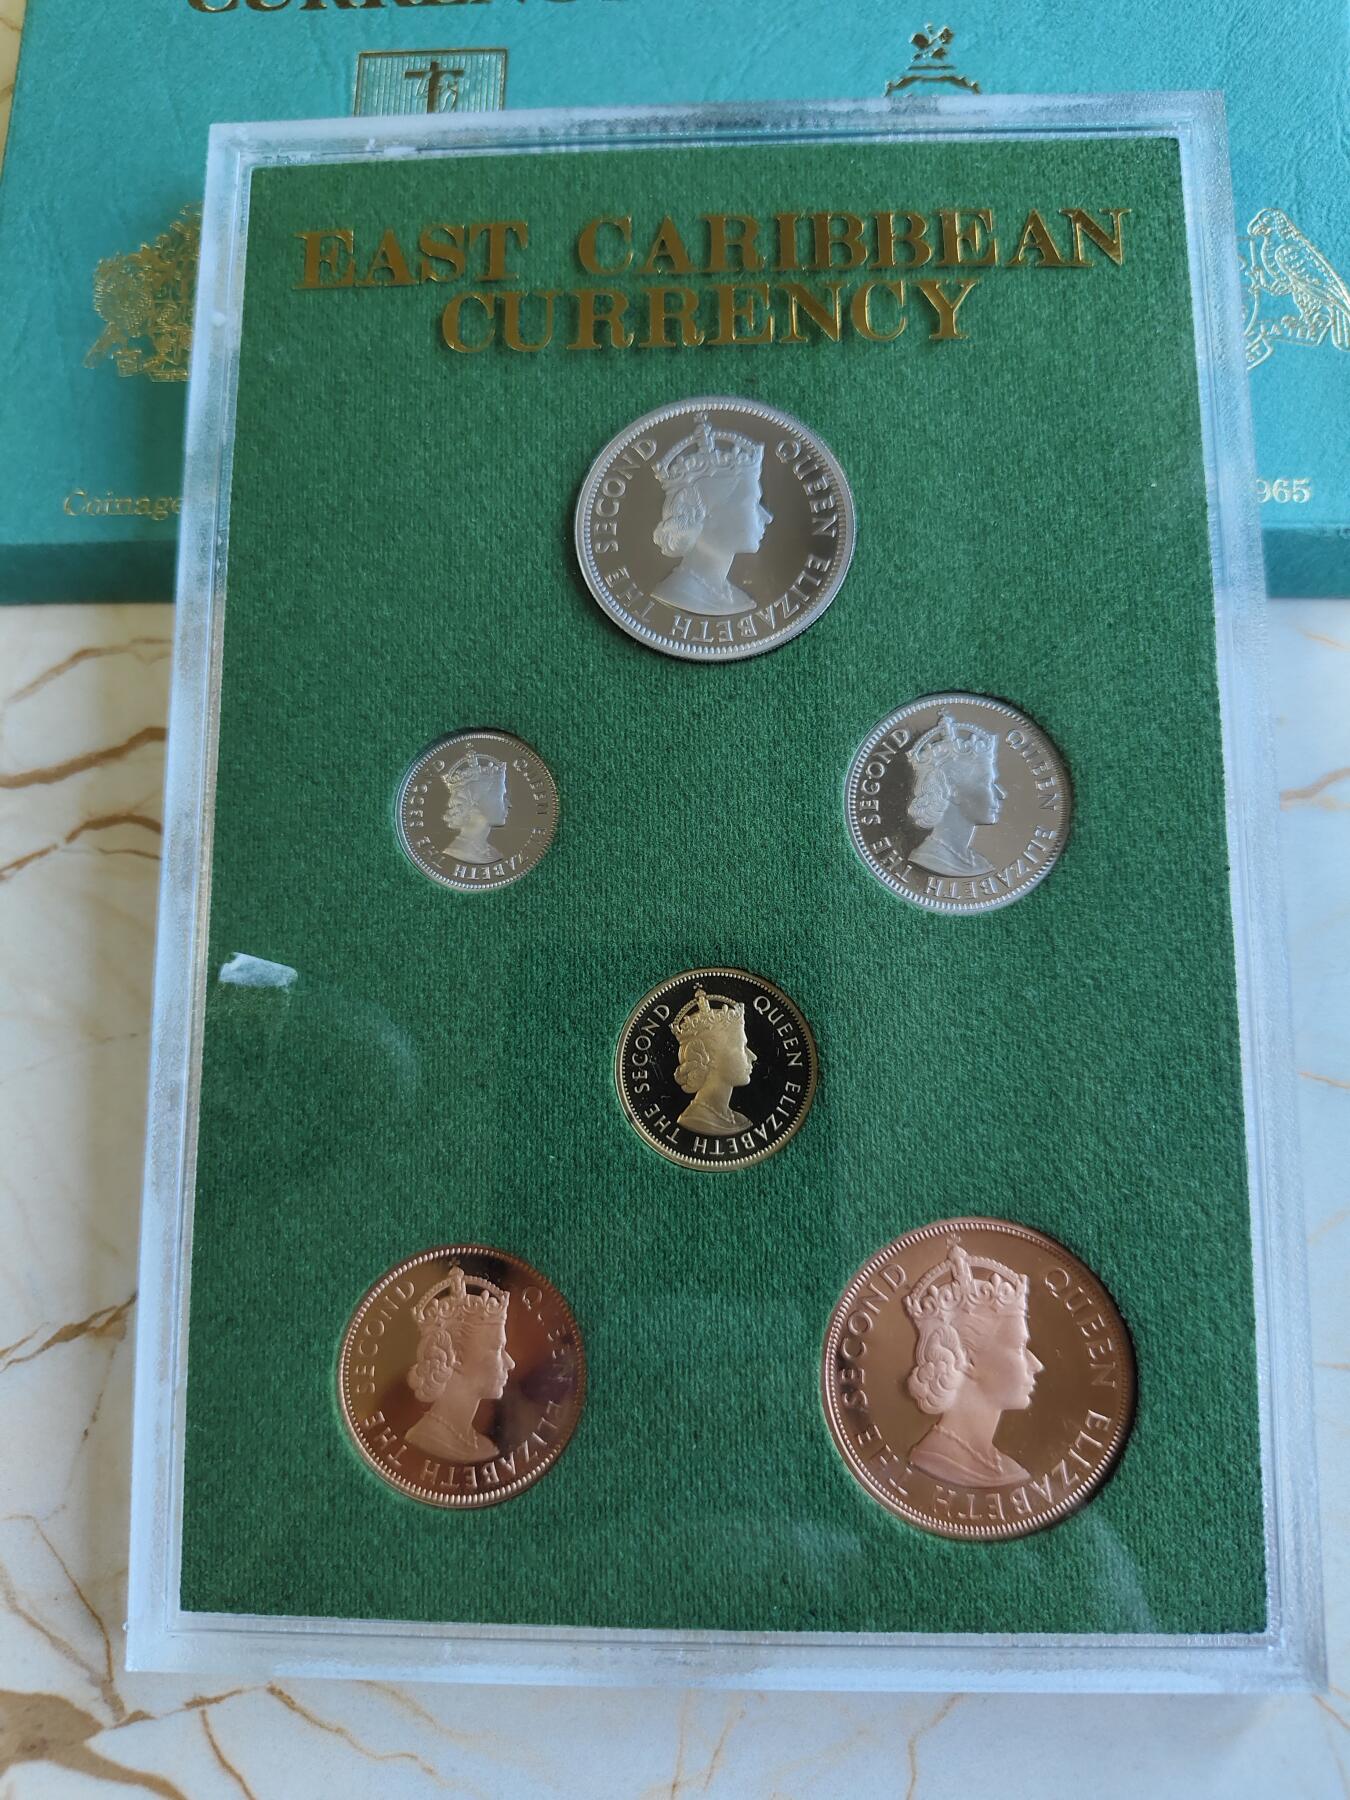 CURRENCY
EAST CARIBBEAN
CURRENCY
Coinage
965
QUEEN ELIZABETH THE SECOND
QUEEN ELIZABETH THE SECOND
QUEEN ELIZABETH THE SECOND
QUEEN ELIZABETH THE SECOND
QUEEN ELIZABETH THE SECOND
QUEEN ELIZABETH THE SECOND